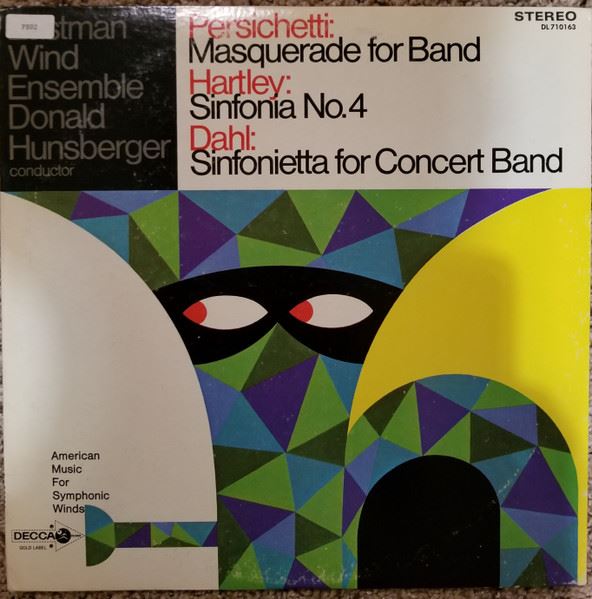 PB02
stman
Wind
Ensemble
Donald
Hunsberger
conductor
Persichetti:
Masquerade for Band
Hartley:
Sinfonia No.4
Dahl:
Sinfonietta for Concert Band
STEREO
DL710163
American
Music
For
Symphonic
Winds
DECCA
GOLD LABEL